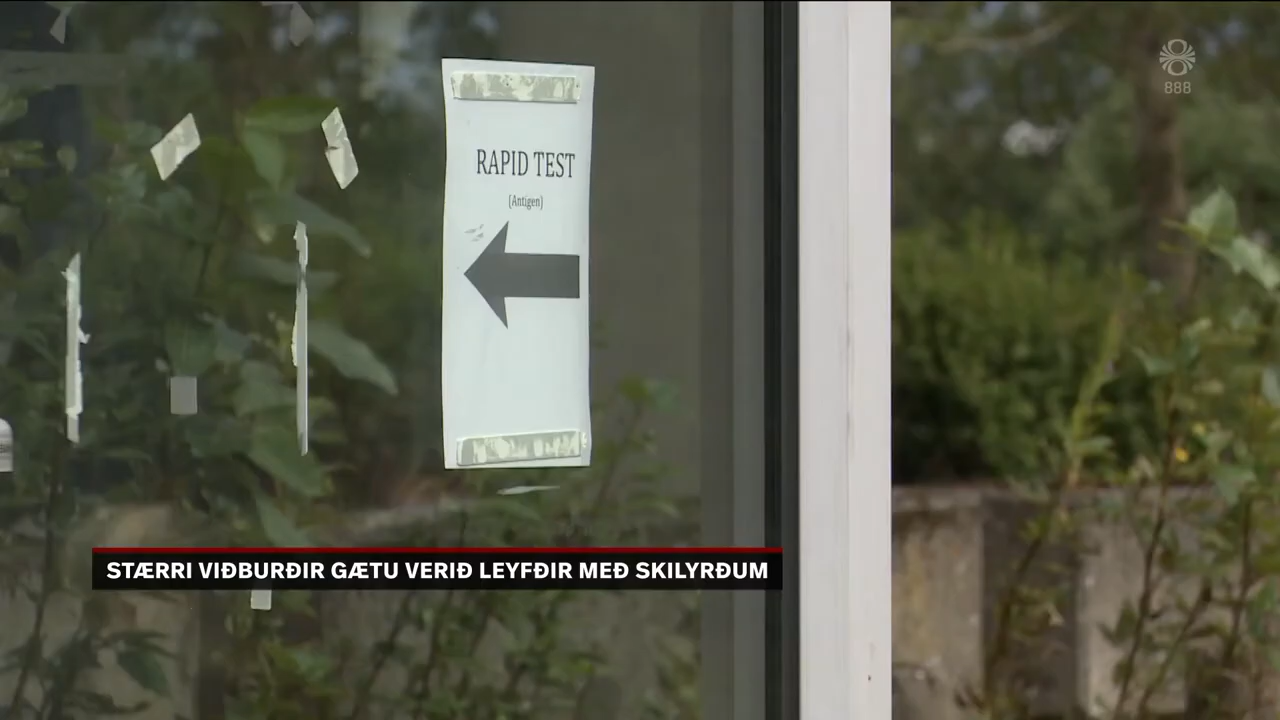 888
RAPID TEST
(Antigen)
STÆRRI VIÐBURÐIR GÆTU VERIÐ LEYFÐIR MEÐ SKILYRÐUM